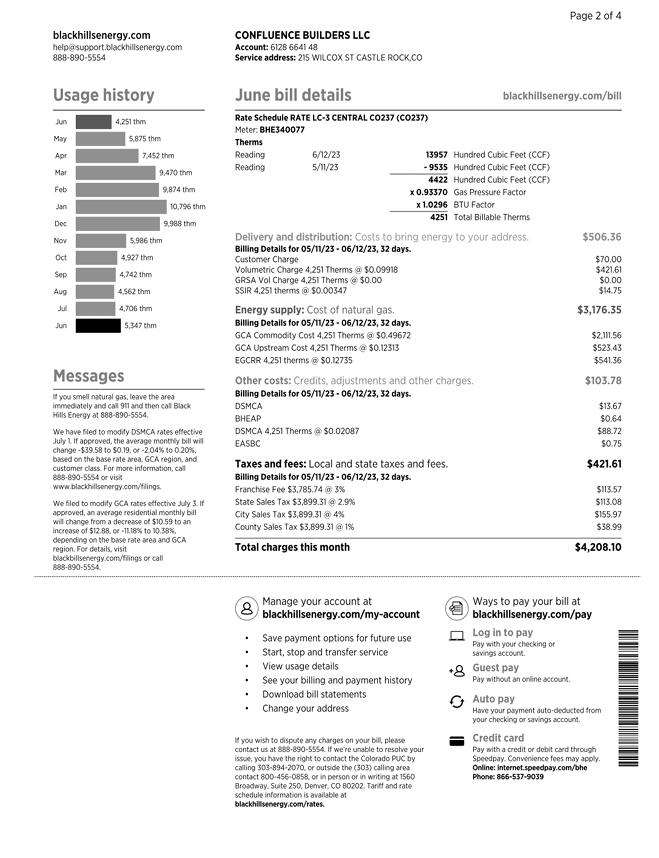 Page 2 of 4
blackhillsenergy.com
help@support.blackhillsenergy.com
888-890-5554
CONFLUENCE BUILDERS LLC
Account: 6128 6641 48
Service address: 215 WILCOX ST CASTLE ROCK,CO
Usage history
Jun 4,251 thm
May 5,875 thm
Apr 7,452 thm
Mar 9,470 thm
Feb 9,874 thm
Jan 10,796 thm
Dec 9,988 thm
Nov 5,986 thm
Oct 4,927 thm
Sep 4,742 thm
Aug 4,562 thm
Jul 4,706 thm
Jun 5,347 thm
Messages
If you smell natural gas, leave the area
immediately and call 911 and then call Black
Hills Energy at 888-890-5554.
We have filed to modify DSMCA rates effective
July 1. If approved, the average monthly bill will
change -$39.58 to $0.19, or -2.04% to 0.20%,
based on the base rate area, GCA region, and
customer class. For more information, call
888-890-5554 or visit
www.blackhillsenergy.com/filings.
We filed to modify GCA rates effective July 3. If
approved, an average residential monthly bill
will change from a decrease of $10.59 to an
increase of $12.88, or -11.18% to 10.38%,
depending on the base rate area and GCA
region. For details, visit
blackbillsenergy.com/filings or call
888-890-5554.
June bill details
blackhillsenergy.com/bill
Rate Schedule RATE LC-3 CENTRAL CO237 (CO237)
Meter: BHE340077
Therms
Reading 6/12/23 13957 Hundred Cubic Feet (CCF)
Reading 5/11/23 - 9535 Hundred Cubic Feet (CCF)
4422 Hundred Cubic Feet (CCF)
x 0.93370 Gas Pressure Factor
x 1.0296 BTU Factor
4251 Total Billable Therms
Delivery and distribution: Costs to bring energy to your address. $506.36
Billing Details for 05/11/23 - 06/12/23, 32 days.
Customer Charge $70.00
Volumetric Charge 4,251 Therms @ $0.09918 $421.61
GRSA Vol Charge 4,251 Therms @ $0.00 $0.00
SSIR 4,251 therms @ $0.00347 $14.75
Energy supply: Cost of natural gas. $3,176.35
Billing Details for 05/11/23 - 06/12/23, 32 days.
GCA Commodity Cost 4,251 Therms @ $0.49672 $2,111.56
GCA Upstream Cost 4,251 Therms @ $0.12313 $523.43
EGCRR 4,251 therms @ $0.12735 $541.36
Other costs: Credits, adjustments and other charges. $103.78
Billing Details for 05/11/23 - 06/12/23, 32 days.
DSMCA $13.67
BHEAP $0.64
DSMCA 4,251 Therms @ $0.02087 $88.72
EASBC $0.75
Taxes and fees: Local and state taxes and fees. $421.61
Billing Details for 05/11/23 - 06/12/23, 32 days.
Franchise Fee $3,785.74 @ 3% $113.57
State Sales Tax $3,899.31 @ 2.9% $113.08
City Sales Tax $3,899.31 @ 4% $155.97
County Sales Tax $3,899.31 @ 1% $38.99
Total charges this month $4,208.10
Manage your account at
blackhillsenergy.com/my-account
• Save payment options for future use
• Start, stop and transfer service
• View usage details
• See your billing and payment history
• Download bill statements
• Change your address
If you wish to dispute any charges on your bill, please
contact us at 888-890-5554. If we're unable to resolve your
issue, you have the right to contact the Colorado PUC by
calling 303-894-2070, or outside the (303) calling area
contact 800-456-0858, or in person or in writing at 1560
Broadway, Suite 250, Denver, CO 80202. Tariff and rate
schedule information is available at
blackhillsenergy.com/rates.
Ways to pay your bill at
blackhillsenergy.com/pay
Log in to pay
Pay with your checking or
savings account.
Guest pay
Pay without an online account.
Auto pay
Have your payment auto-deducted from
your checking or savings account.
Credit card
Pay with a credit or debit card through
Speedpay. Convenience fees may apply.
Online: internet.speedpay.com/bhe
Phone: 866-537-9039